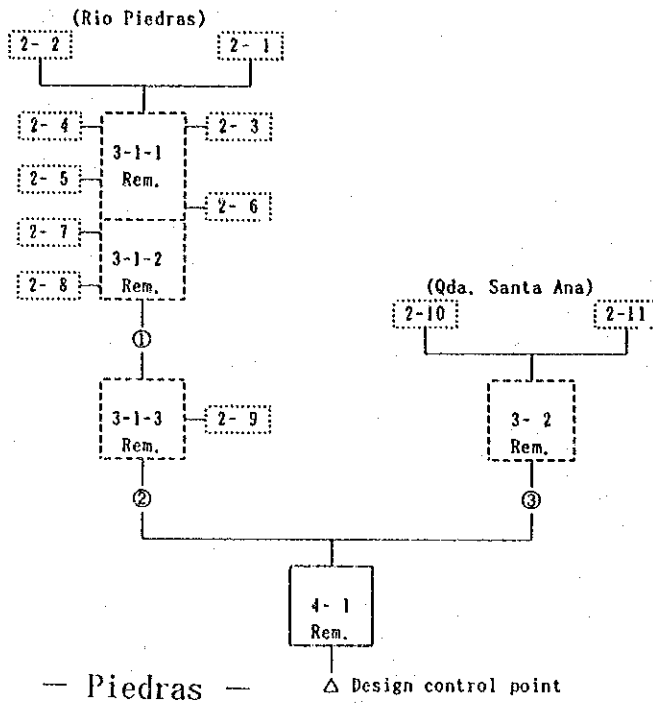 (Rio Piedras)
2- 2
2- 1
2- 4
2- 3
3-1-1
Rem.
2- 5
2- 6
2- 7
3-1-2
Rem.
2- 8
①
(Qda. Santa Ana)
2-10
2-11
3-1-3
Rem.
2- 9
3- 2
Rem.
②
③
4- 1
Rem.
— Piedras —
△ Design control point